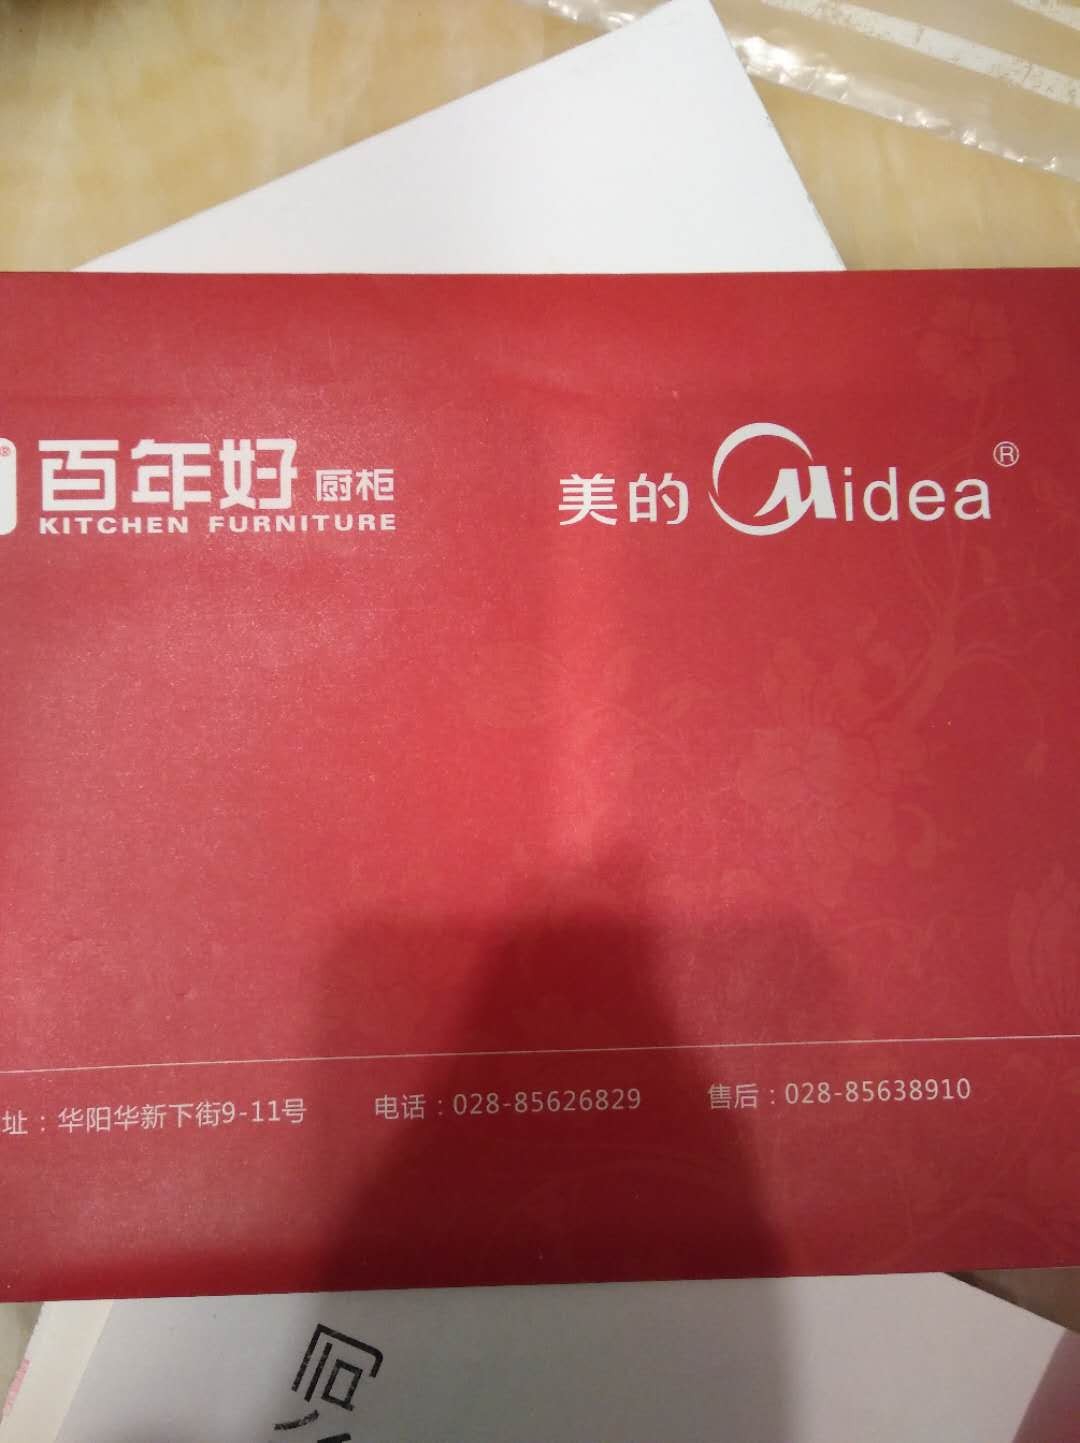 百年好 厨柜
KITCHEN FURNITURE
美的 Midea®
址：华阳华新下街9-11号 电话：028-85626829 售后：028-85638910